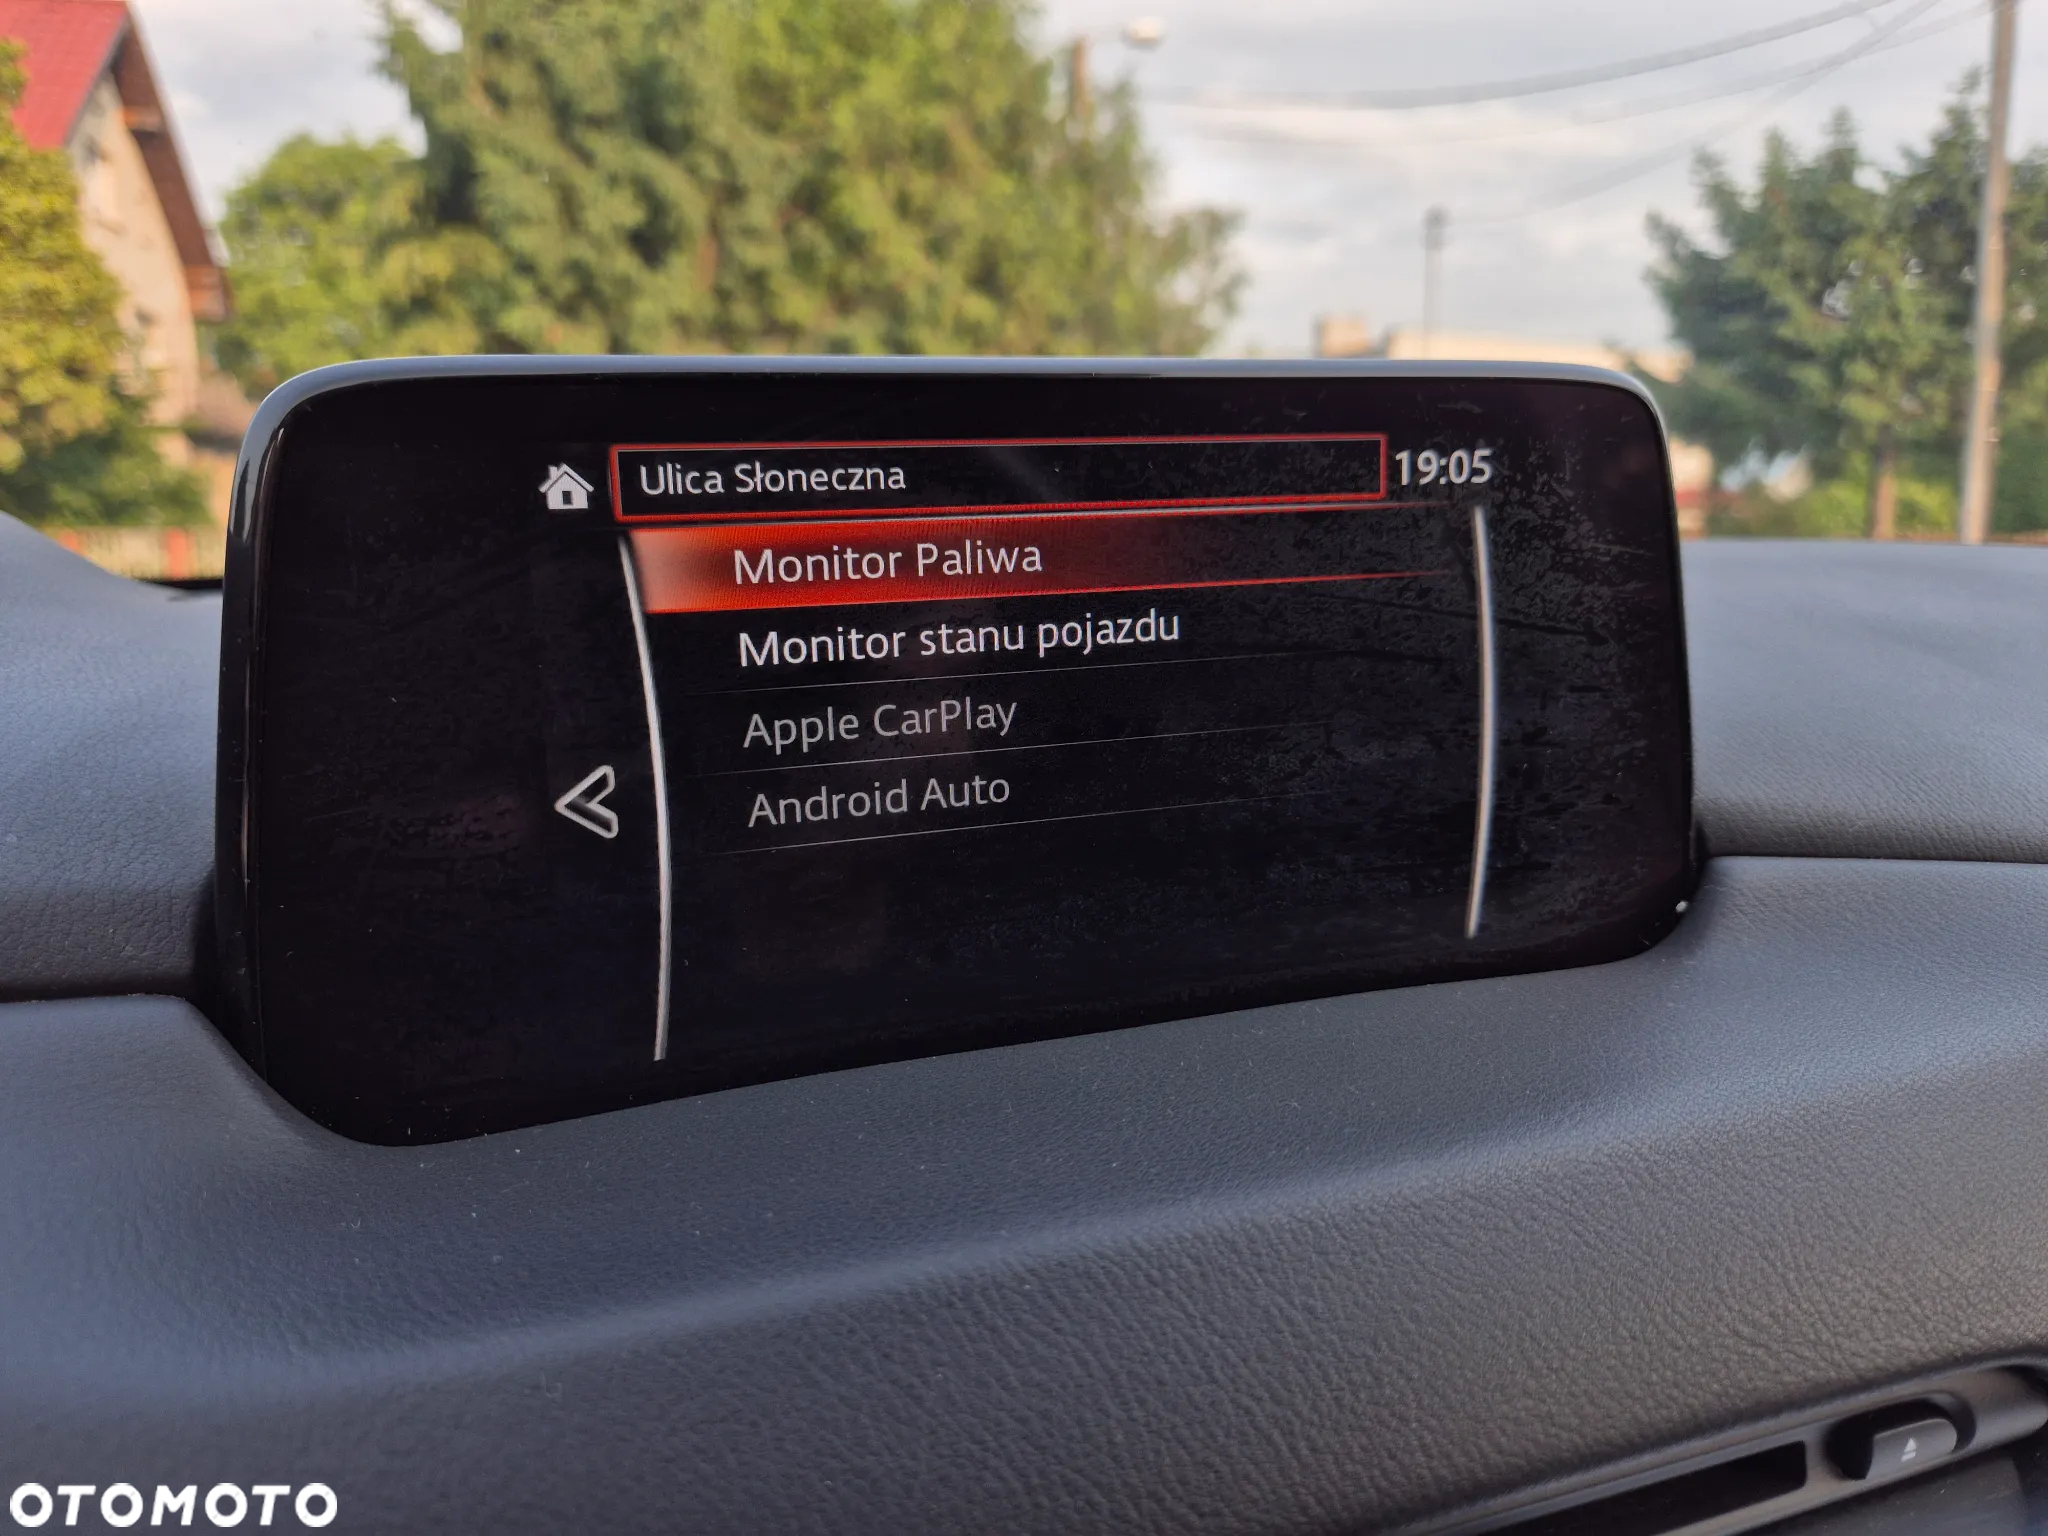 Ulica Słoneczna
19:05
Monitor Paliwa
Monitor stanu pojazdu
Apple CarPlay
Android Auto
OTOMOTO